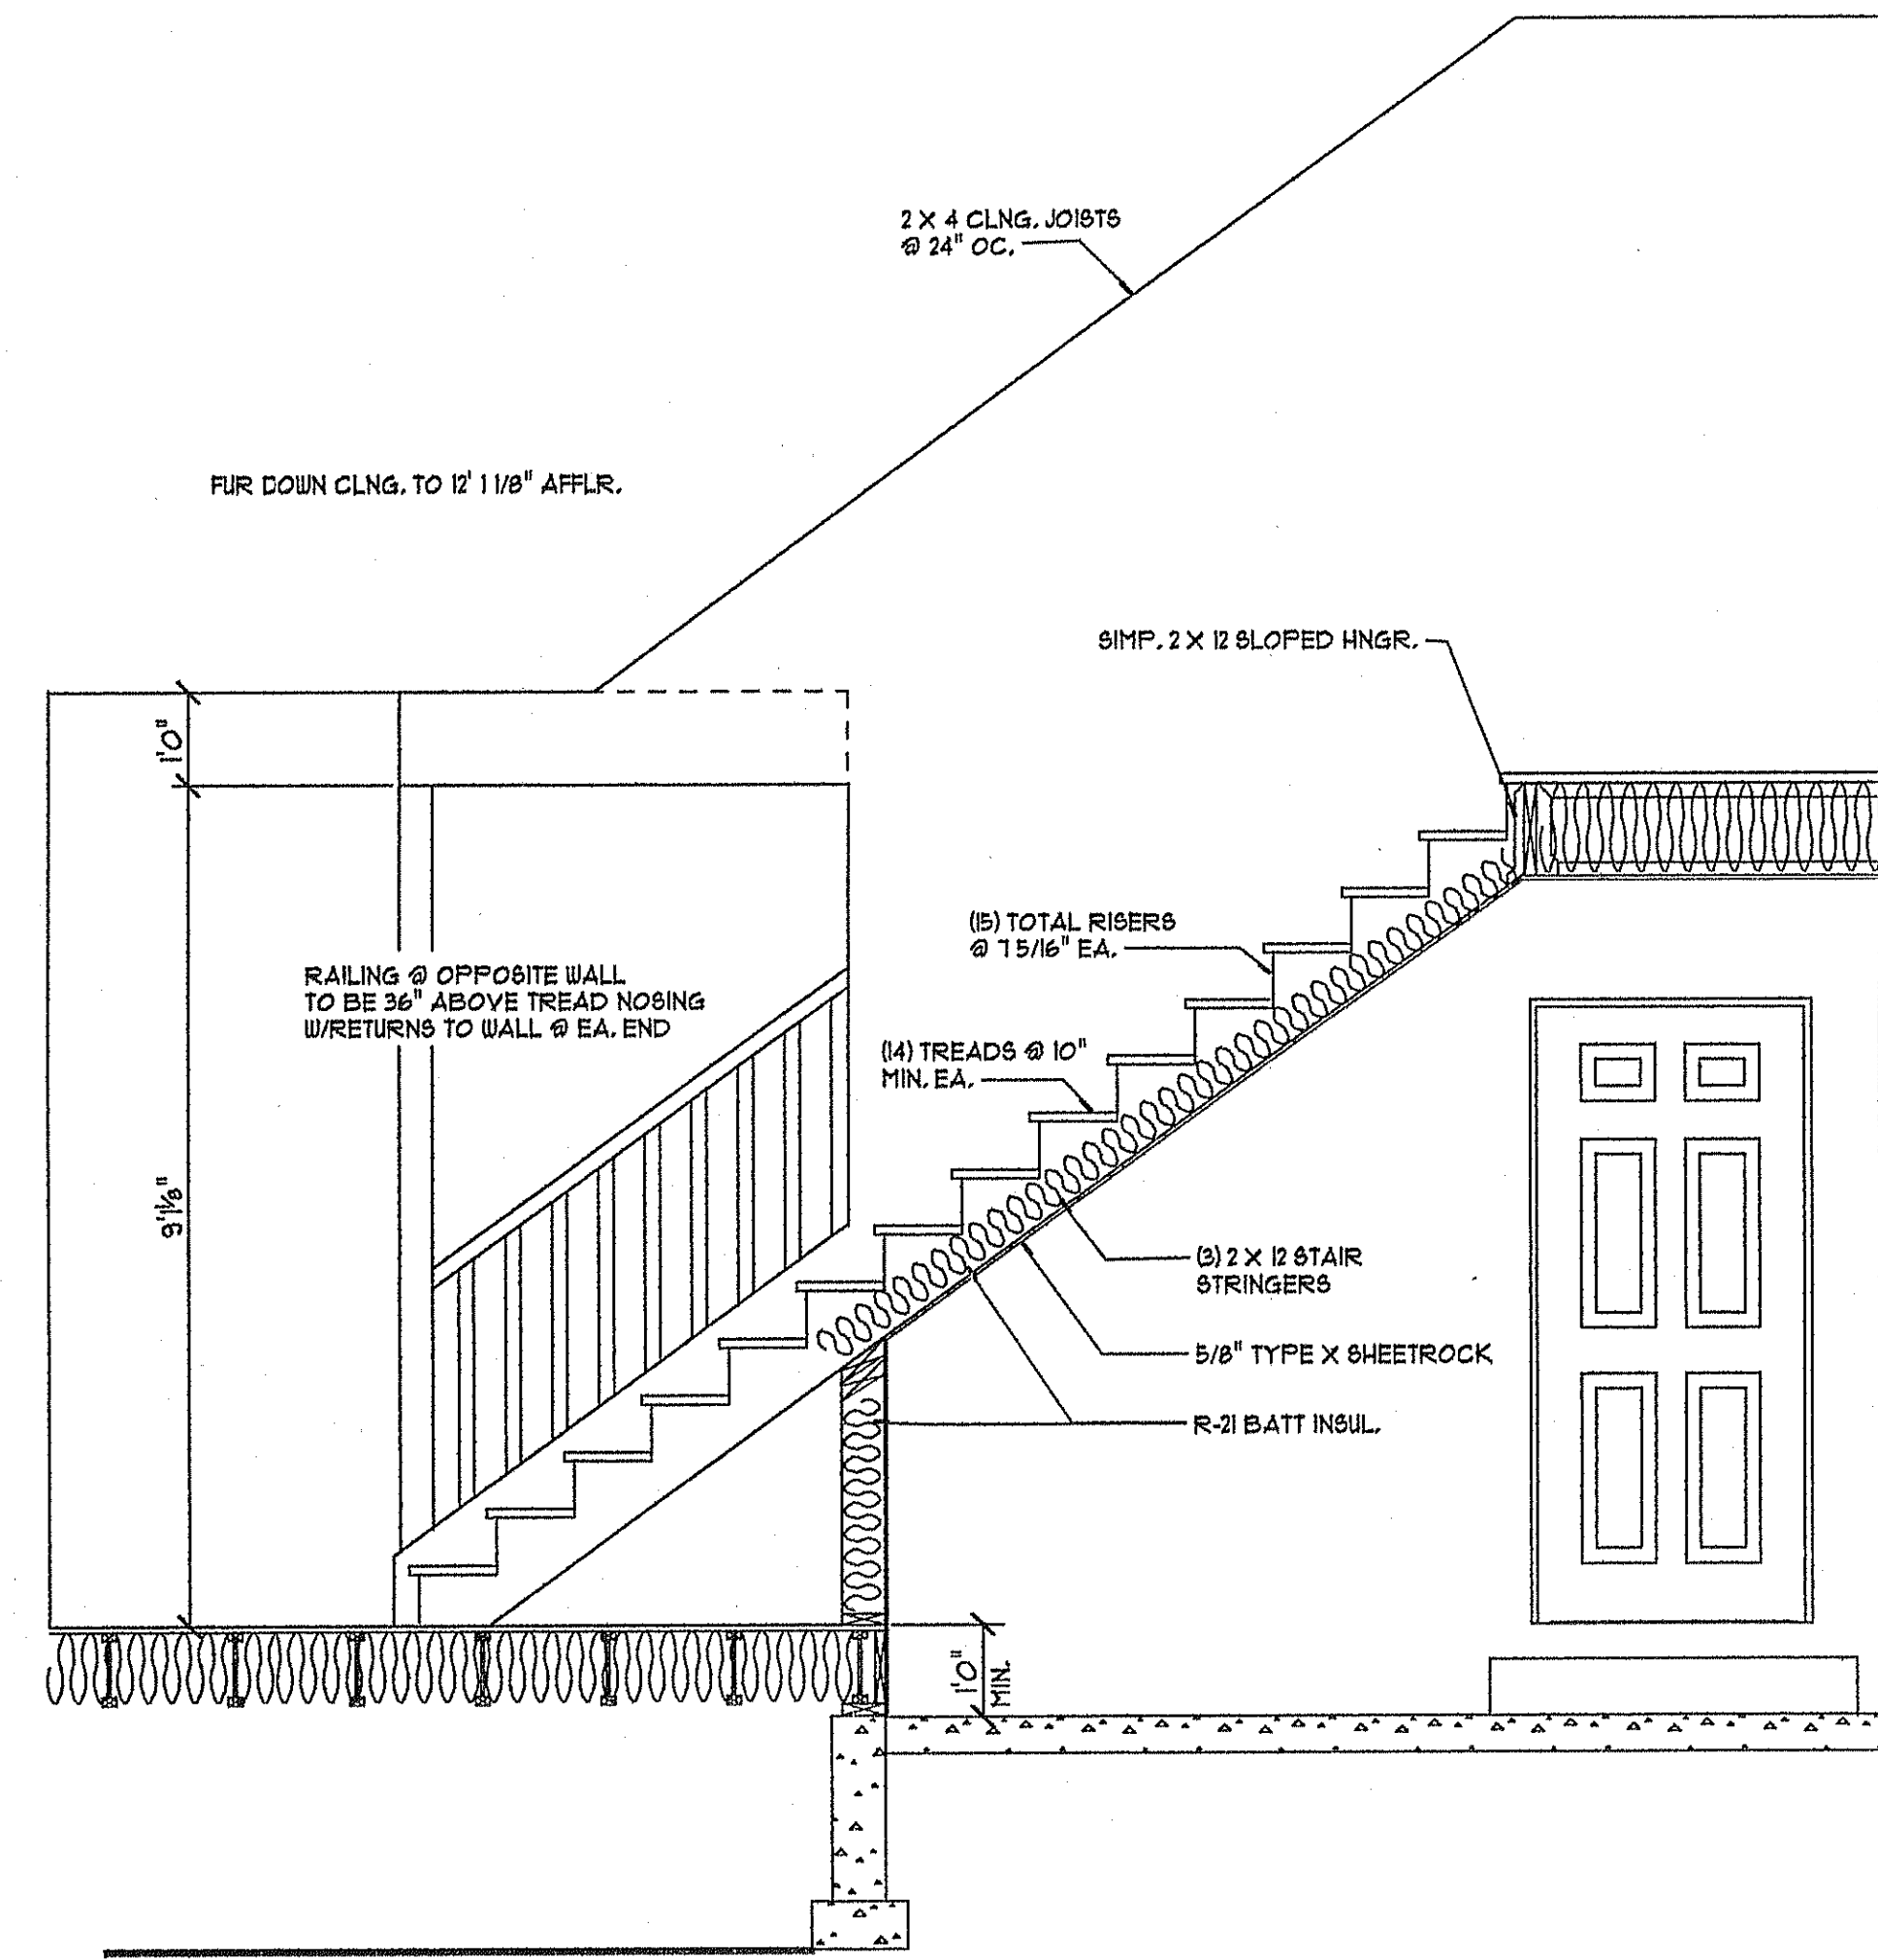 2 X 4 CLNG. JOISTS
@ 24" OC.
FUR DOWN CLNG. TO 12' 1 1/8" AFFLR.
SIMP. 2 X 12 SLOPED HNGR.
1'0"
(15) TOTAL RISERS
@ 7 5/16" EA.
RAILING @ OPPOSITE WALL
TO BE 36" ABOVE TREAD NOSING
W/RETURNS TO WALL @ EA. END
(14) TREADS @ 10"
MIN. EA.
9'1⅛"
(3) 2 X 12 STAIR
STRINGERS
5/8" TYPE X SHEETROCK
R-21 BATT INSUL.
1'0"
MIN.